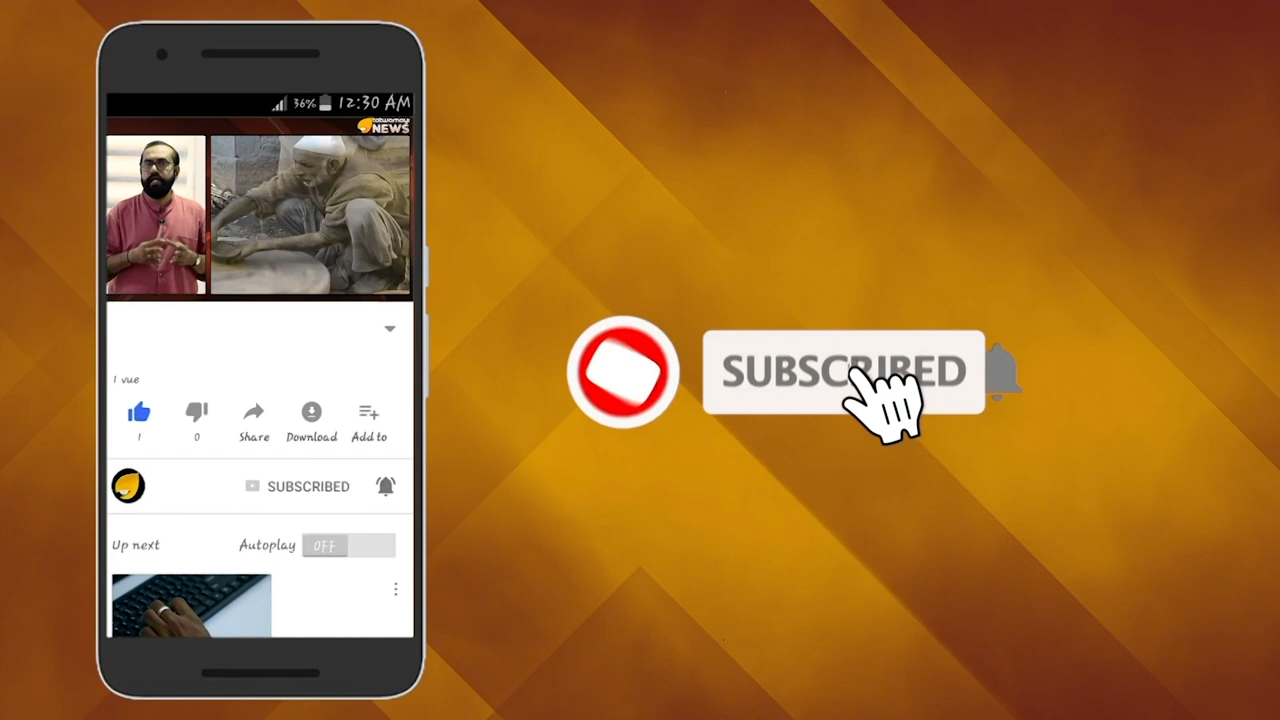 36%
12:30 AM
tatwamayi
NEWS
1 vue
1
0
Share
Download
Add to
SUBSCRIBED
Up next
Autoplay
OFF
SUBSCRIBED